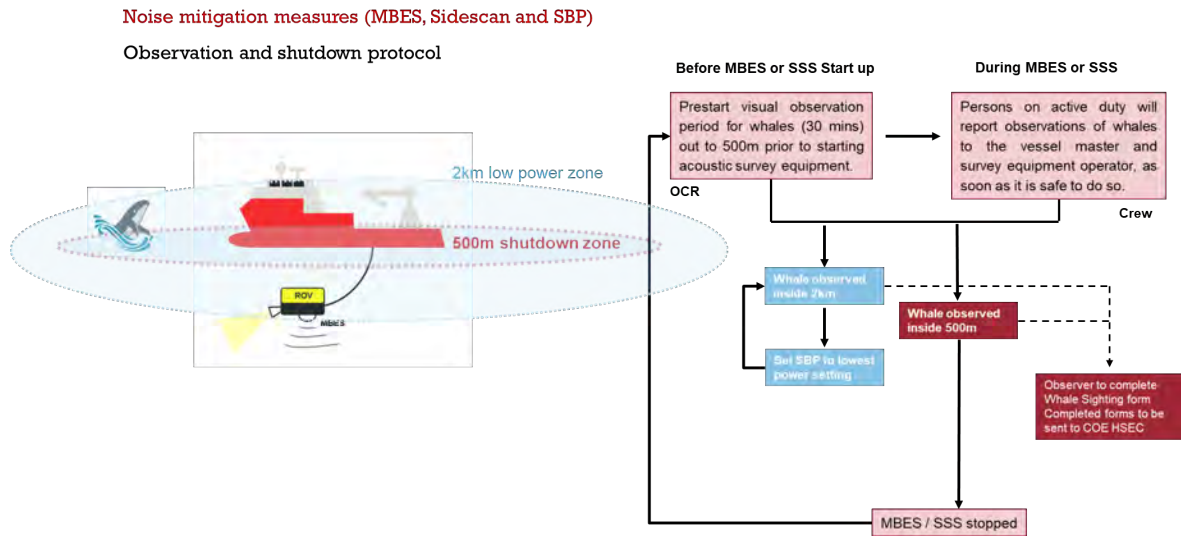 Noise mitigation measures (MBES, Sidescan and SBP)
Observation and shutdown protocol
2km low power zone
500m shutdown zone
ROV
MBES
Before MBES or SSS Start up
During MBES or SSS
Prestart visual observation
period for whales (30 mins)
out to 500m prior to starting
acoustic survey equipment.
OCR
Persons on active duty will
report observations of whales
to the vessel master and
survey equipment operator, as
soon as it is safe to do so.
Crew
Whale observed
inside 2km
Set SBP to lowest
power setting
Whale observed
inside 500m
Observer to complete
Whale Sighting form
Completed forms to be
sent to COE HSEC
MBES / SSS stopped